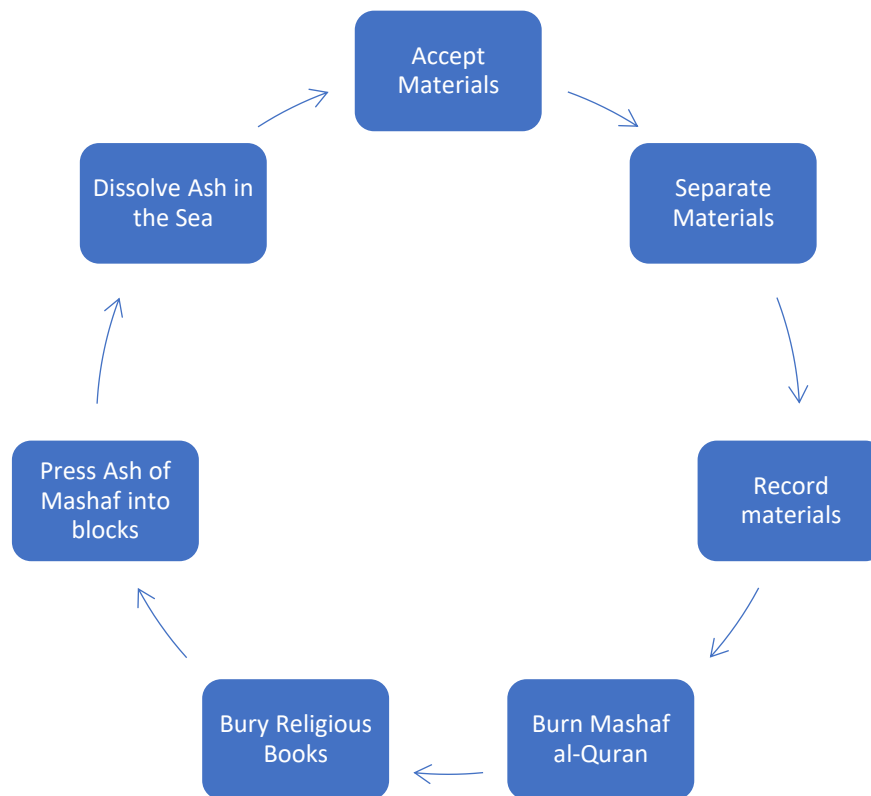 Accept
Materials
Separate
Materials
Record
materials
Burn Mashaf
al-Quran
Bury Religious
Books
Press Ash of
Mashaf into
blocks
Dissolve Ash in
the Sea